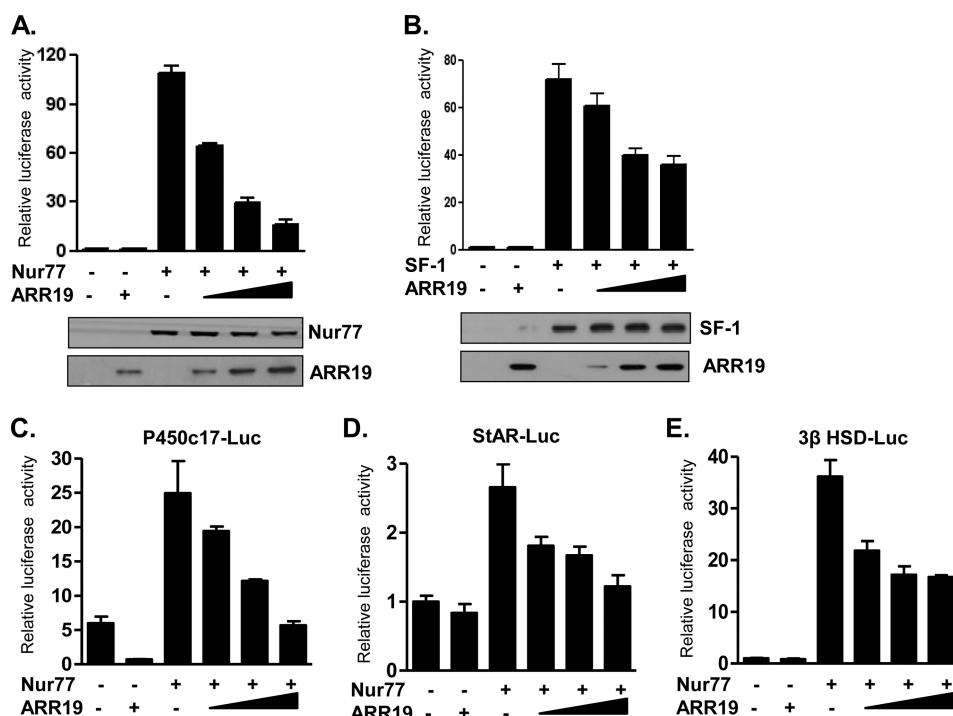 A.
Relative luciferase activity
120
90
60
30
0
Nur77 - - + + + +
ARR19 - + -
Nur77
ARR19
B.
Relative luciferase activity
80
60
40
20
0
SF-1 - - + + + +
ARR19 - + -
SF-1
ARR19
C.
P450c17-Luc
Relative luciferase activity
30
25
20
15
10
5
0
Nur77 - - + + + +
ARR19 - + -
D.
StAR-Luc
Relative luciferase activity
3
2
1
0
Nur77 - - + + + +
ARR19 - + -
E.
3β HSD-Luc
Relative luciferase activity
40
30
20
10
0
Nur77 - - + + + +
ARR19 - + -